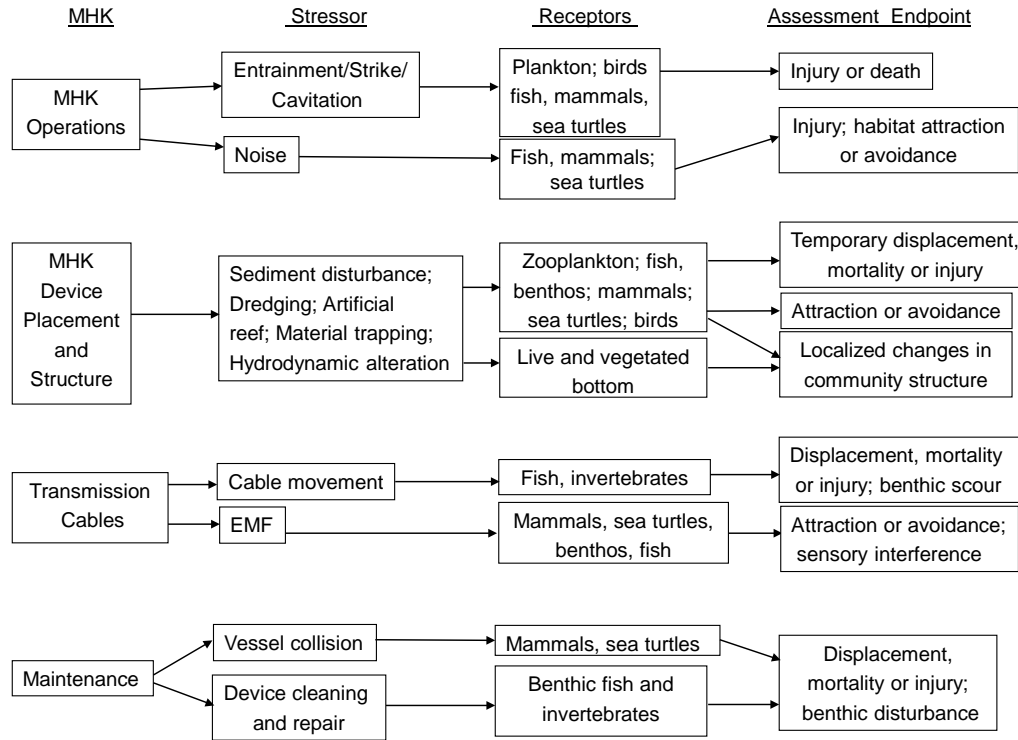 MHK Stressor Receptors Assessment Endpoint
MHK
Operations
Entrainment/Strike/
Cavitation
Plankton; birds
fish, mammals,
sea turtles
Injury or death
Noise
Fish, mammals;
sea turtles
Injury; habitat attraction
or avoidance
MHK
Device
Placement
and
Structure
Sediment disturbance;
Dredging; Artificial
reef; Material trapping;
Hydrodynamic alteration
Zooplankton; fish,
benthos; mammals;
sea turtles; birds
Temporary displacement,
mortality or injury
Attraction or avoidance
Live and vegetated
bottom
Localized changes in
community structure
Transmission
Cables
Cable movement
Fish, invertebrates
Displacement, mortality
or injury; benthic scour
EMF
Mammals, sea turtles,
benthos, fish
Attraction or avoidance;
sensory interference
Maintenance
Vessel collision
Mammals, sea turtles
Device cleaning
and repair
Benthic fish and
invertebrates
Displacement,
mortality or injury;
benthic disturbance